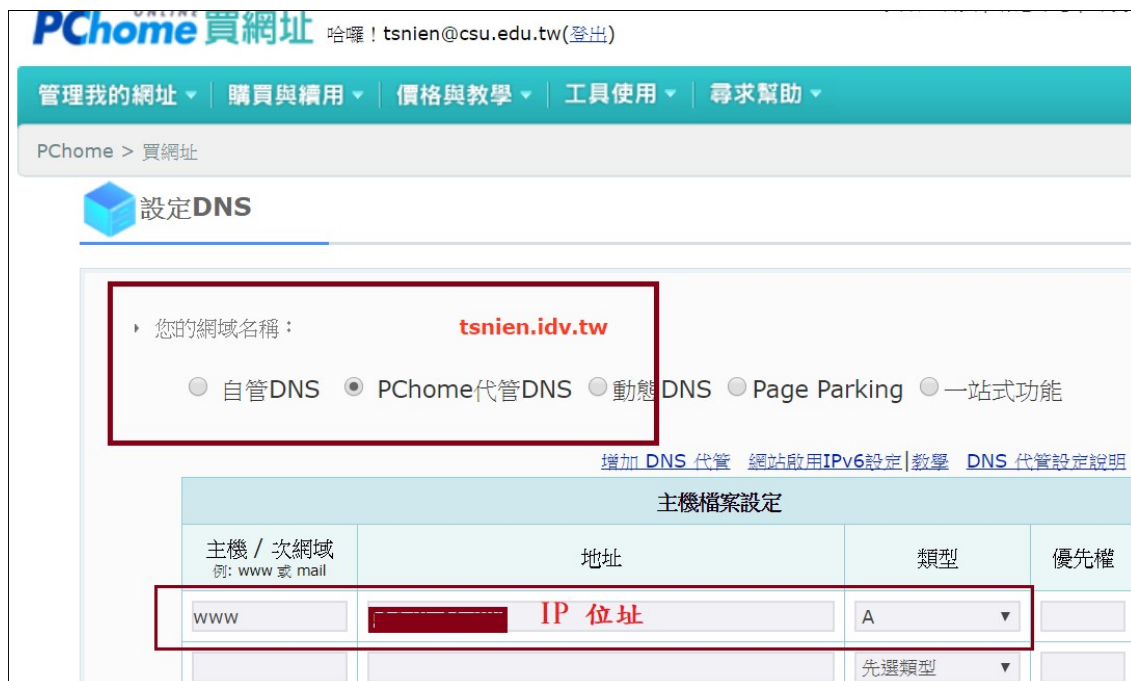 ONLINE
PChome 買網址 哈囉！tsnien@csu.edu.tw(登出)
管理我的網址 購買與續用 價格與教學 工具使用 尋求幫助
PChome > 買網址
設定DNS
您的網域名稱： tsnien.idv.tw
自管DNS PChome代管DNS 動態DNS Page Parking 一站式功能
增加 DNS 代管 網站啟用IPv6設定|教學 DNS 代管設定說明
主機檔案設定
主機 / 次網域 地址 類型 優先權
例: www 或 mail
www IP 位址 A
先選類型